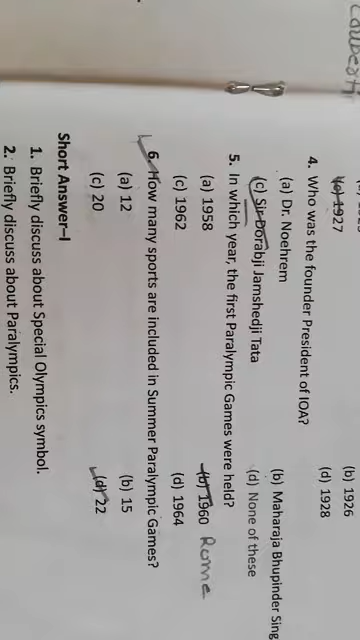 (c) 1927 (b) 1926
(d) 1928
4. Who was the founder President of IOA?
(a) Dr. Noehrem (b) Maharaja Bhupinder Sing
(c) Sir Dorabji Jamshedji Tata (d) None of these
5. In which year, the first Paralympic Games were held?
(a) 1958 (b) 1960 Rome
(c) 1962 (d) 1964
6. How many sports are included in Summer Paralympic Games?
(a) 12 (b) 15
(c) 20 (d) 22
Short Answer–I
1. Briefly discuss about Special Olympics symbol.
2. Briefly discuss about Paralympics.